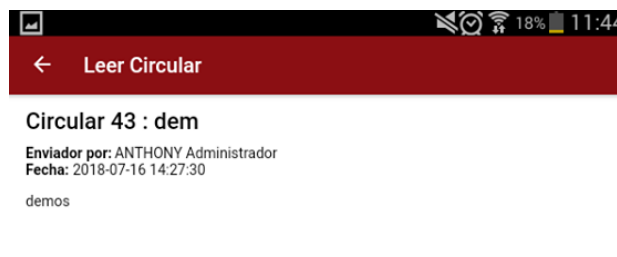 18% 11:44
Leer Circular
Circular 43 : dem
Enviador por: ANTHONY Administrador
Fecha: 2018-07-16 14:27:30
demos